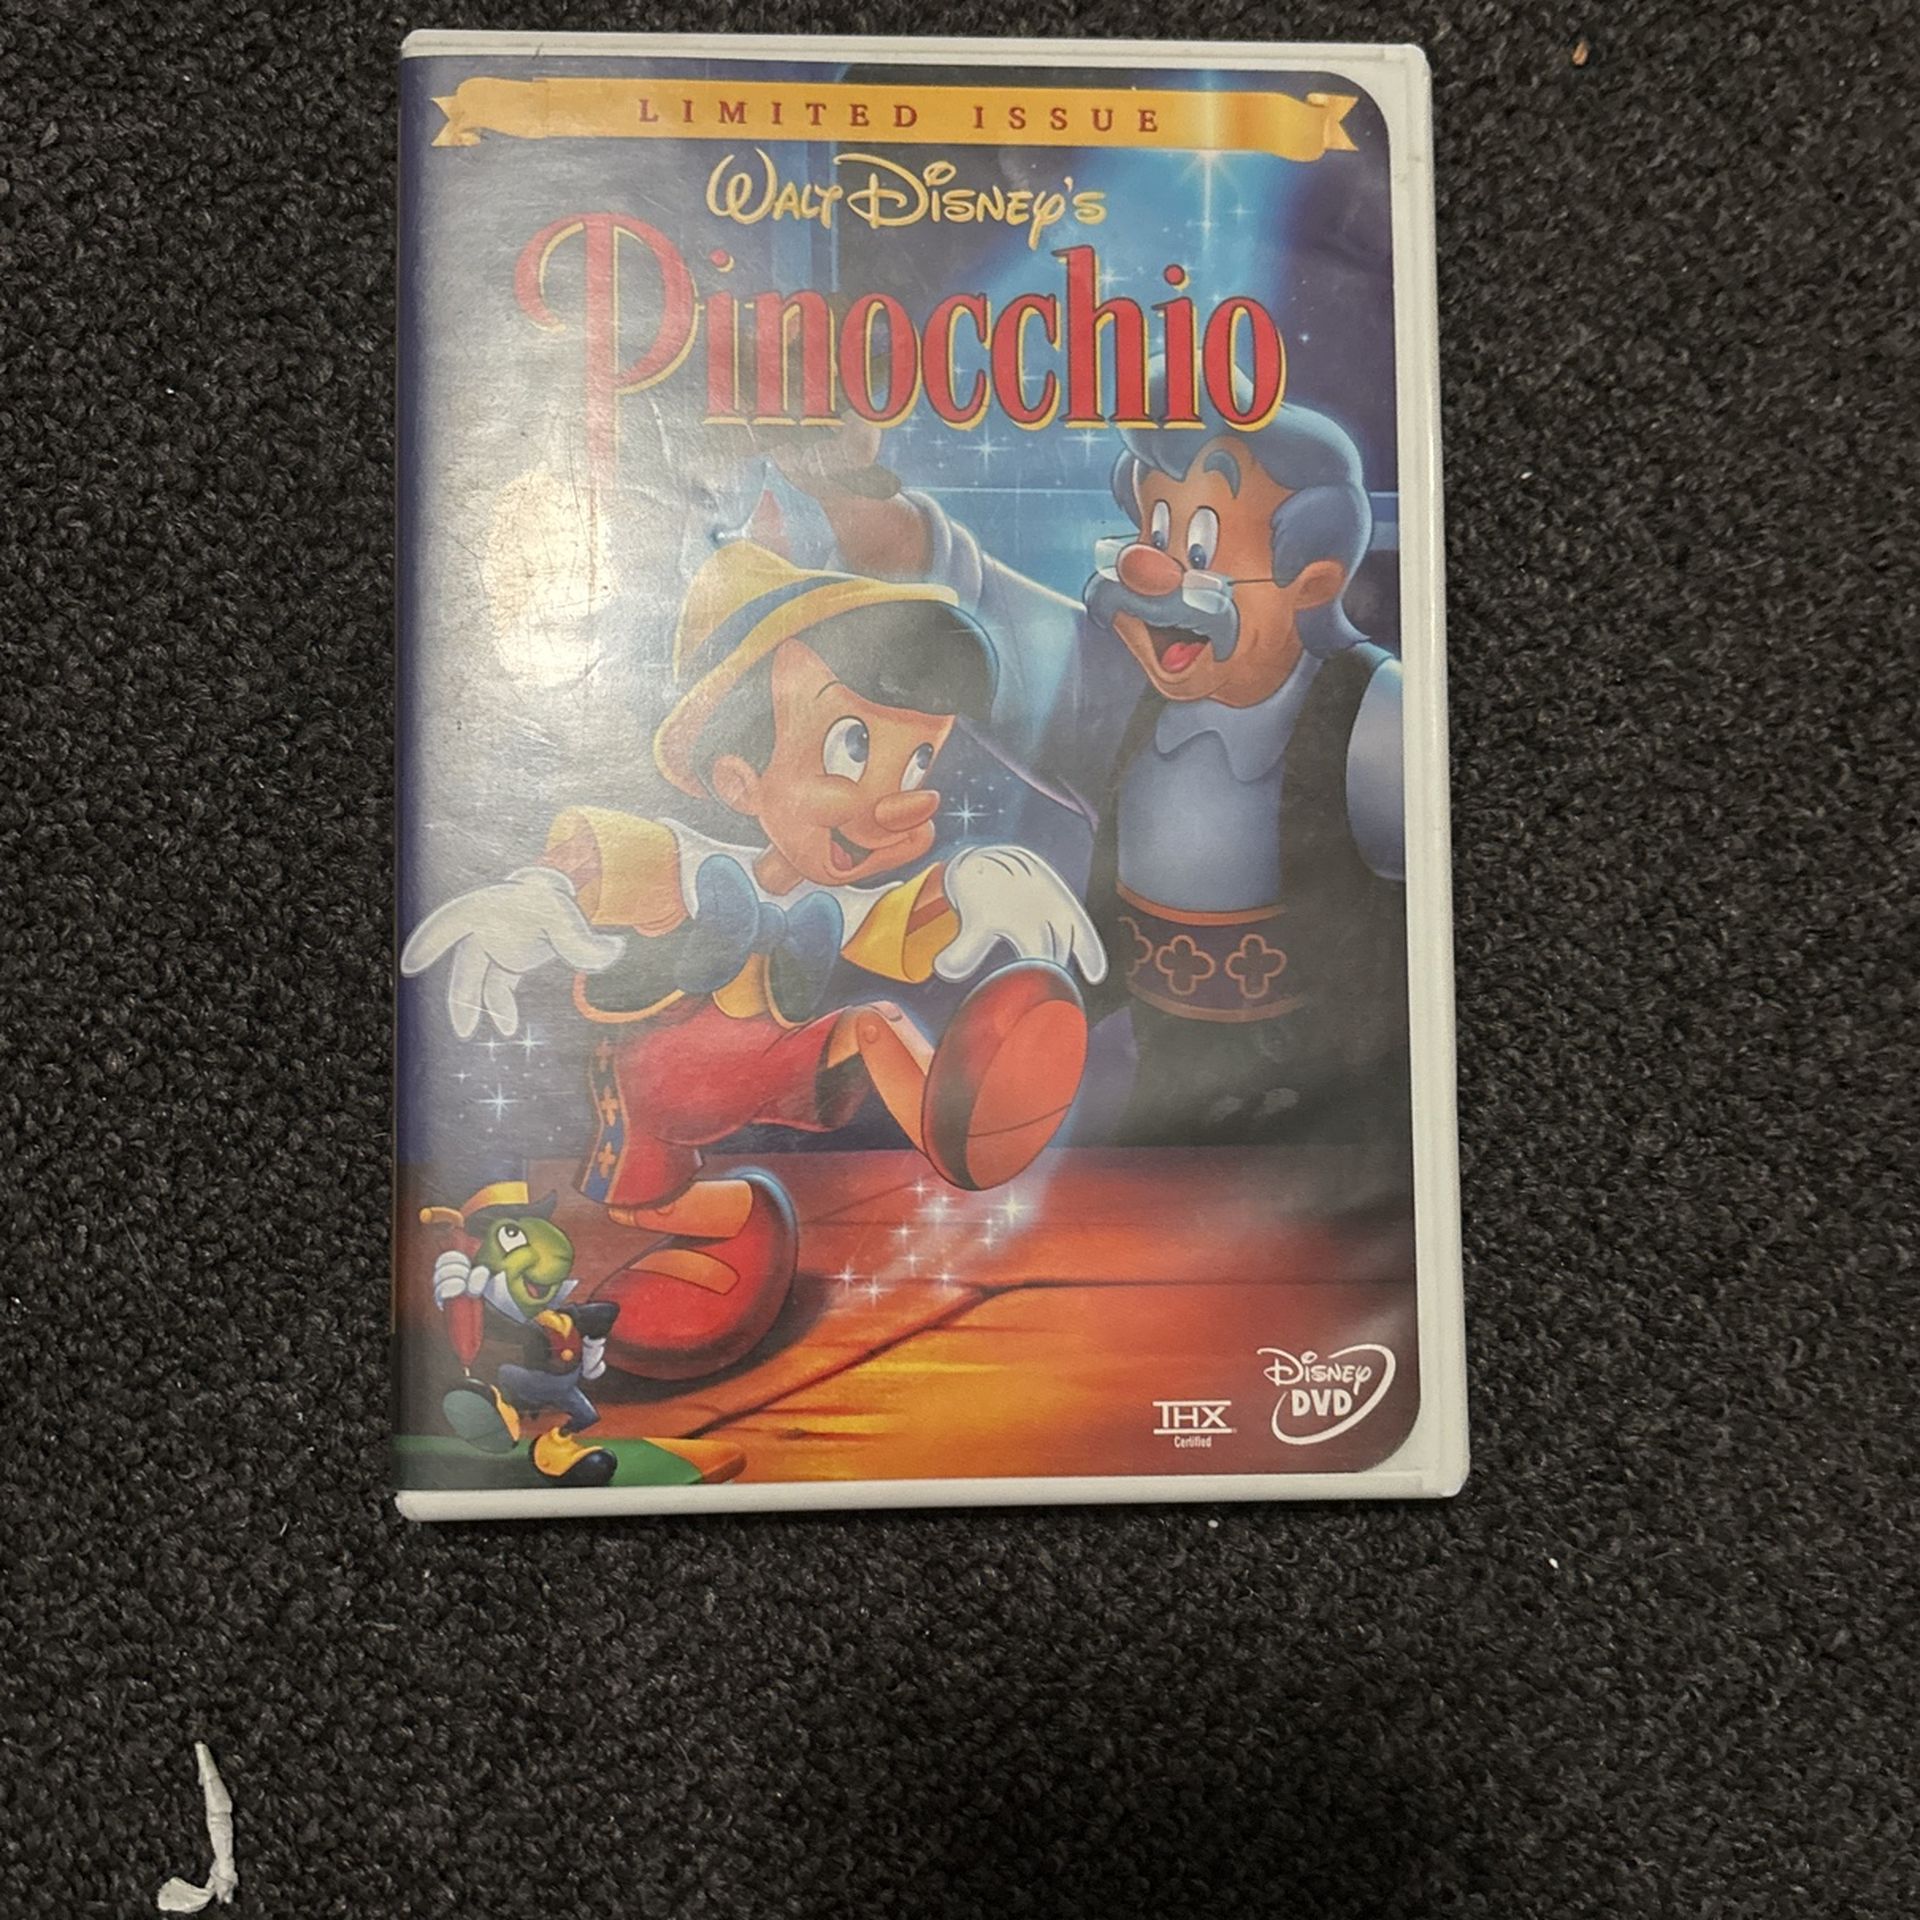 LIMITED ISSUE
WALT DISNEY'S
Pinocchio
DISNEY
DVD
THX
Certified